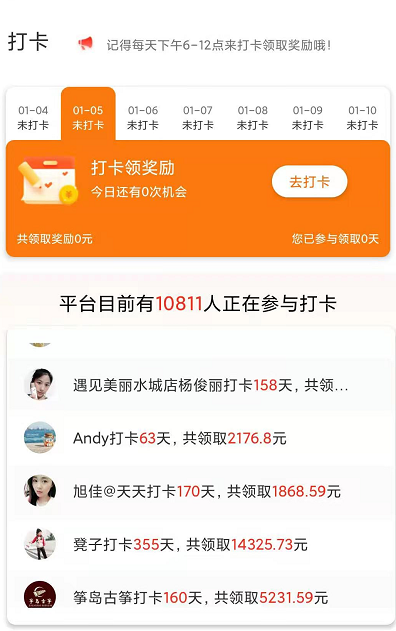 打卡
记得每天下午6-12点来打卡领取奖励哦！
01-04 01-05 01-06 01-07 01-08 01-09 01-10
未打卡 未打卡 未打卡 未打卡 未打卡 未打卡 未打卡
打卡领奖励
今日还有0次机会
去打卡
共领取奖励0元 您已参与领取0天
平台目前有10811人正在参与打卡
遇见美丽水城店杨俊丽打卡158天, 共领...
Andy打卡63天, 共领取2176.8元
旭佳@天天打卡170天, 共领取1868.59元
凳子打卡355天, 共领取14325.73元
筝岛古筝打卡160天, 共领取5231.59元
筝岛古筝